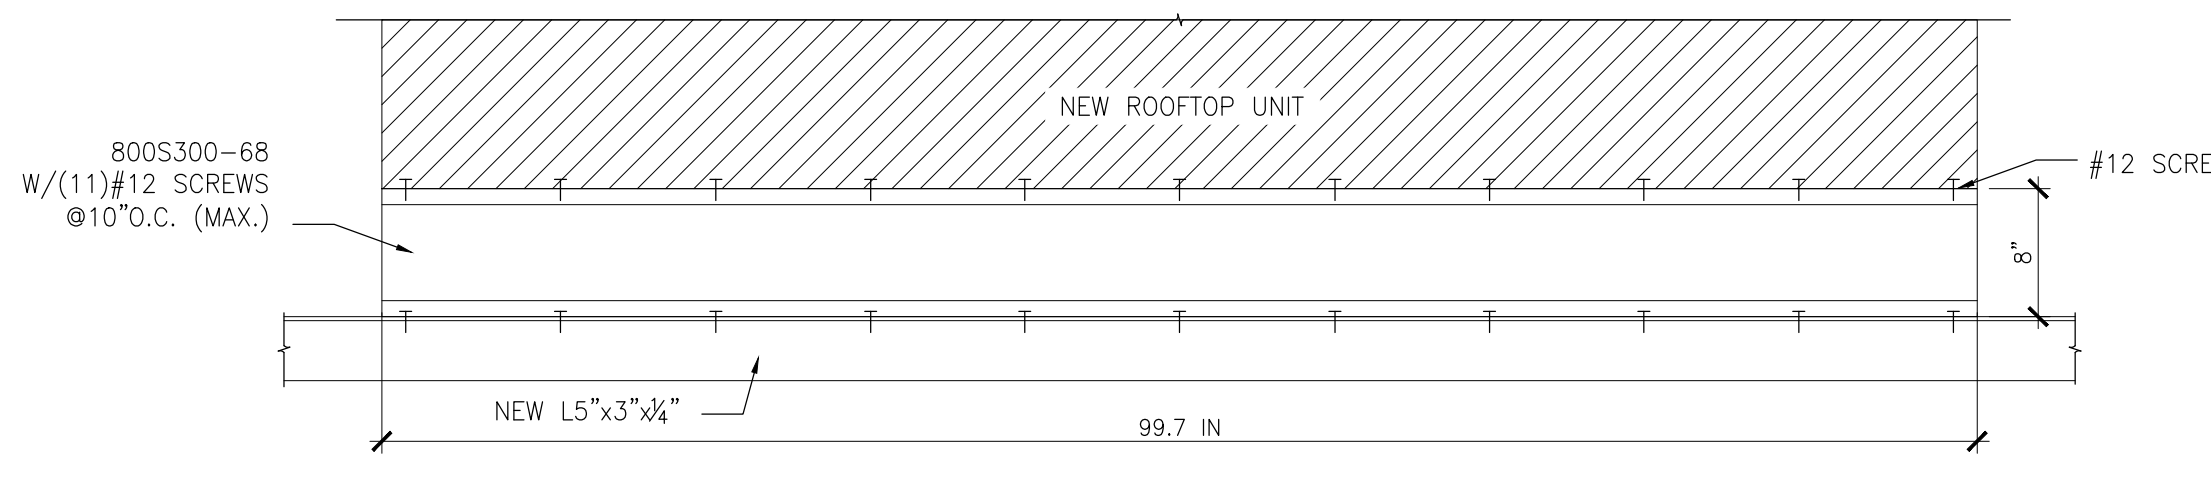 NEW ROOFTOP UNIT
800S300-68
W/(11)#12 SCREWS
@10"O.C. (MAX.)
#12 SCRE
8"
NEW L5"x3"x¼"
99.7 IN